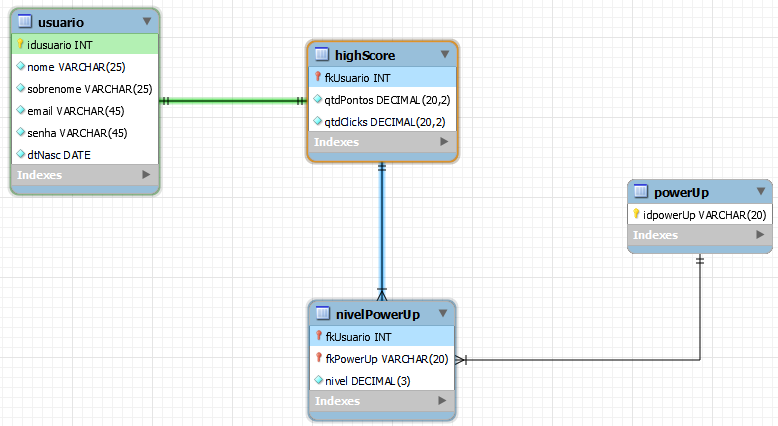 usuario
idusuario INT
nome VARCHAR(25)
sobrenome VARCHAR(25)
email VARCHAR(45)
senha VARCHAR(45)
dtNasc DATE
Indexes
highScore
fkUsuario INT
qtdPontos DECIMAL(20,2)
qtdClicks DECIMAL(20,2)
Indexes
powerUp
idpowerUp VARCHAR(20)
Indexes
nivelPowerUp
fkUsuario INT
fkPowerUp VARCHAR(20)
nivel DECIMAL(3)
Indexes